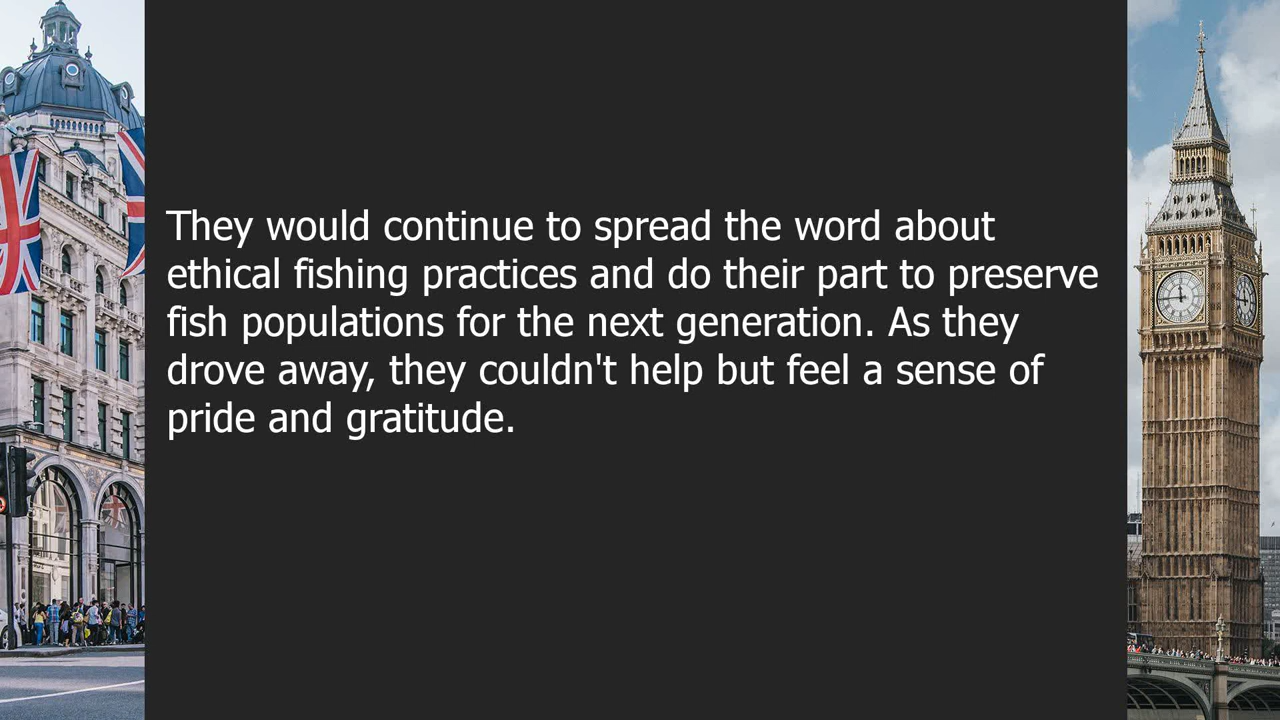 They would continue to spread the word about
ethical fishing practices and do their part to preserve
fish populations for the next generation. As they
drove away, they couldn't help but feel a sense of
pride and gratitude.